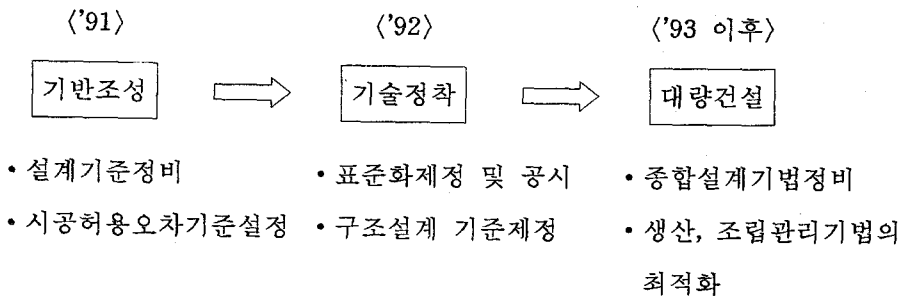 〈’91〉 〈’92〉 〈’93 이후〉
기반조성 기술정착 대량건설
• 설계기준정비 • 표준화제정 및 공시 • 종합설계기법정비
• 시공허용오차기준설정 • 구조설계 기준제정 • 생산, 조립관리기법의
최적화